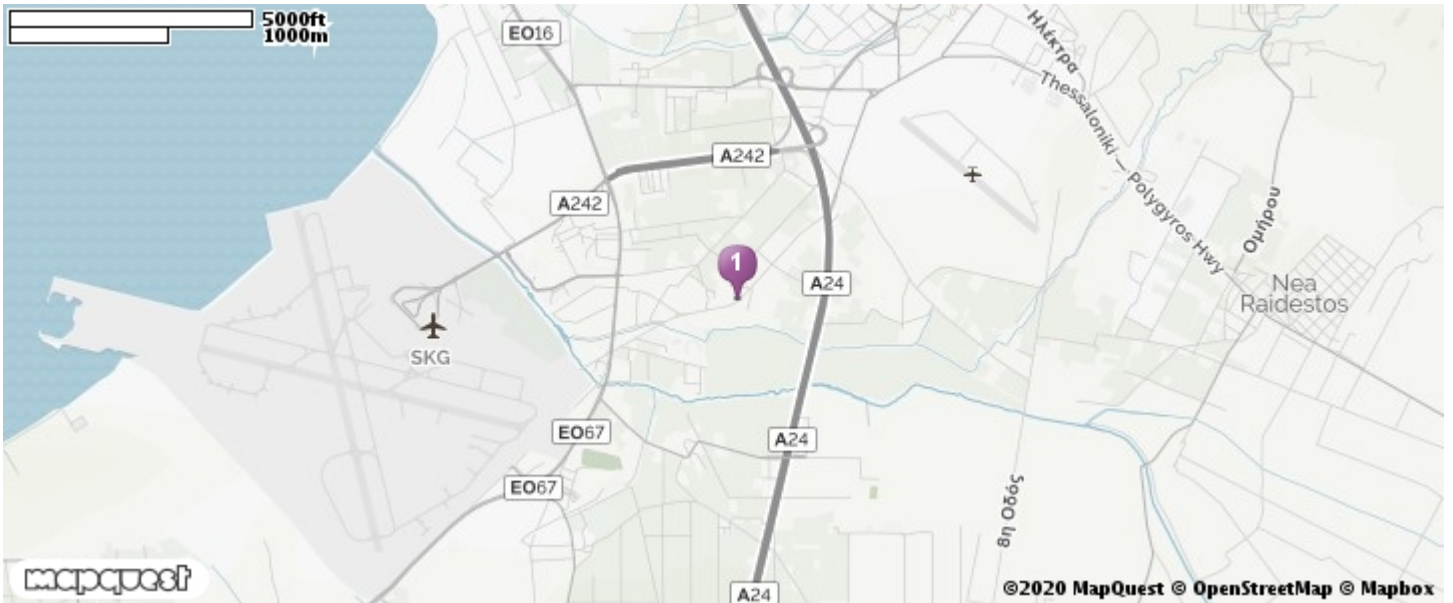 5000ft
1000m
EO16
Ηλέκτρα
Thessaloniki — Polygyros Hwy
A242
A242
Ομήρου
1
A24
Nea
Raidestos
SKG
EO67
A24
EO67
8η Οδός
mapquest
A24
©2020 MapQuest © OpenStreetMap © Mapbox